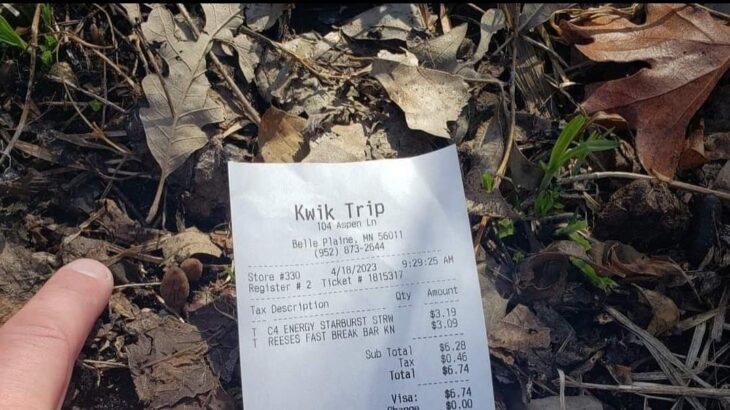 Kwik Trip
104 Aspen Ln
Belle Plaine, MN 56011
(952) 873-2644
Store #330 4/18/2023 9:29:25 AM
Register # 2 Ticket # 1815317
Tax Description Qty Amount
T C4 ENERGY STARBURST STRW $3.19
T REESES FAST BREAK BAR KN $3.09
Sub Total $6.28
Tax $0.46
Total $6.74
Visa: $6.74
Change $0.00